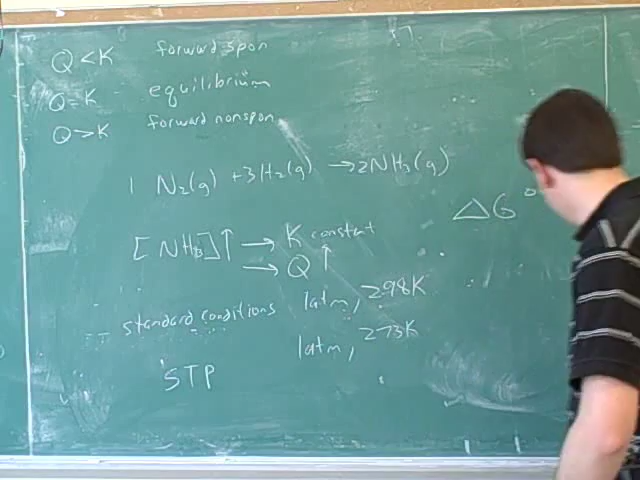 Q < K forward spon
Q = K equilibrium
Q > K forward nonspon
1 N₂(g) + 3H₂(g) → 2NH₃(g)
ΔG°
[NH₃]↑ → K constant
→ Q↑
standard conditions 1atm, 298K
STP 1atm, 273K